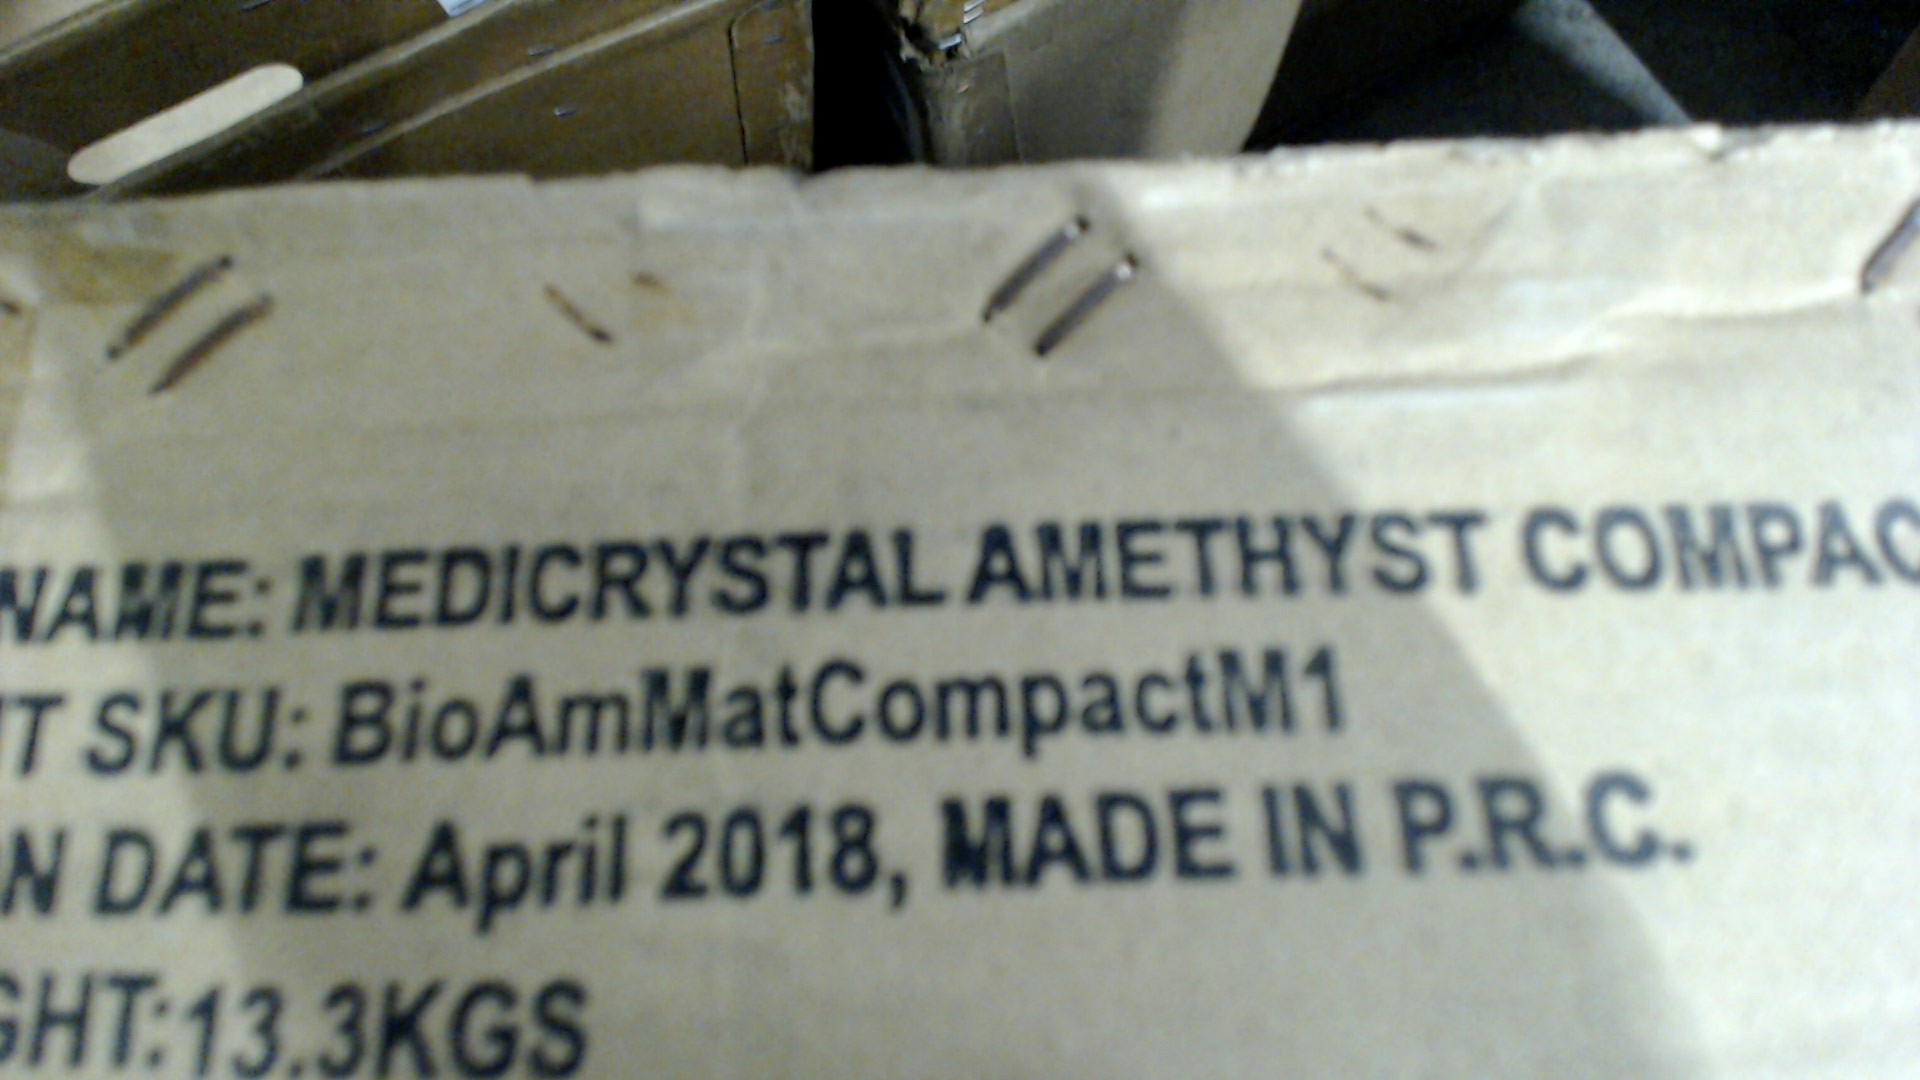 NAME: MEDICRYSTAL AMETHYST COMPAC
T SKU: BioAmMatCompactM1
N DATE: April 2018, MADE IN P.R.C.
GHT:13.3KGS